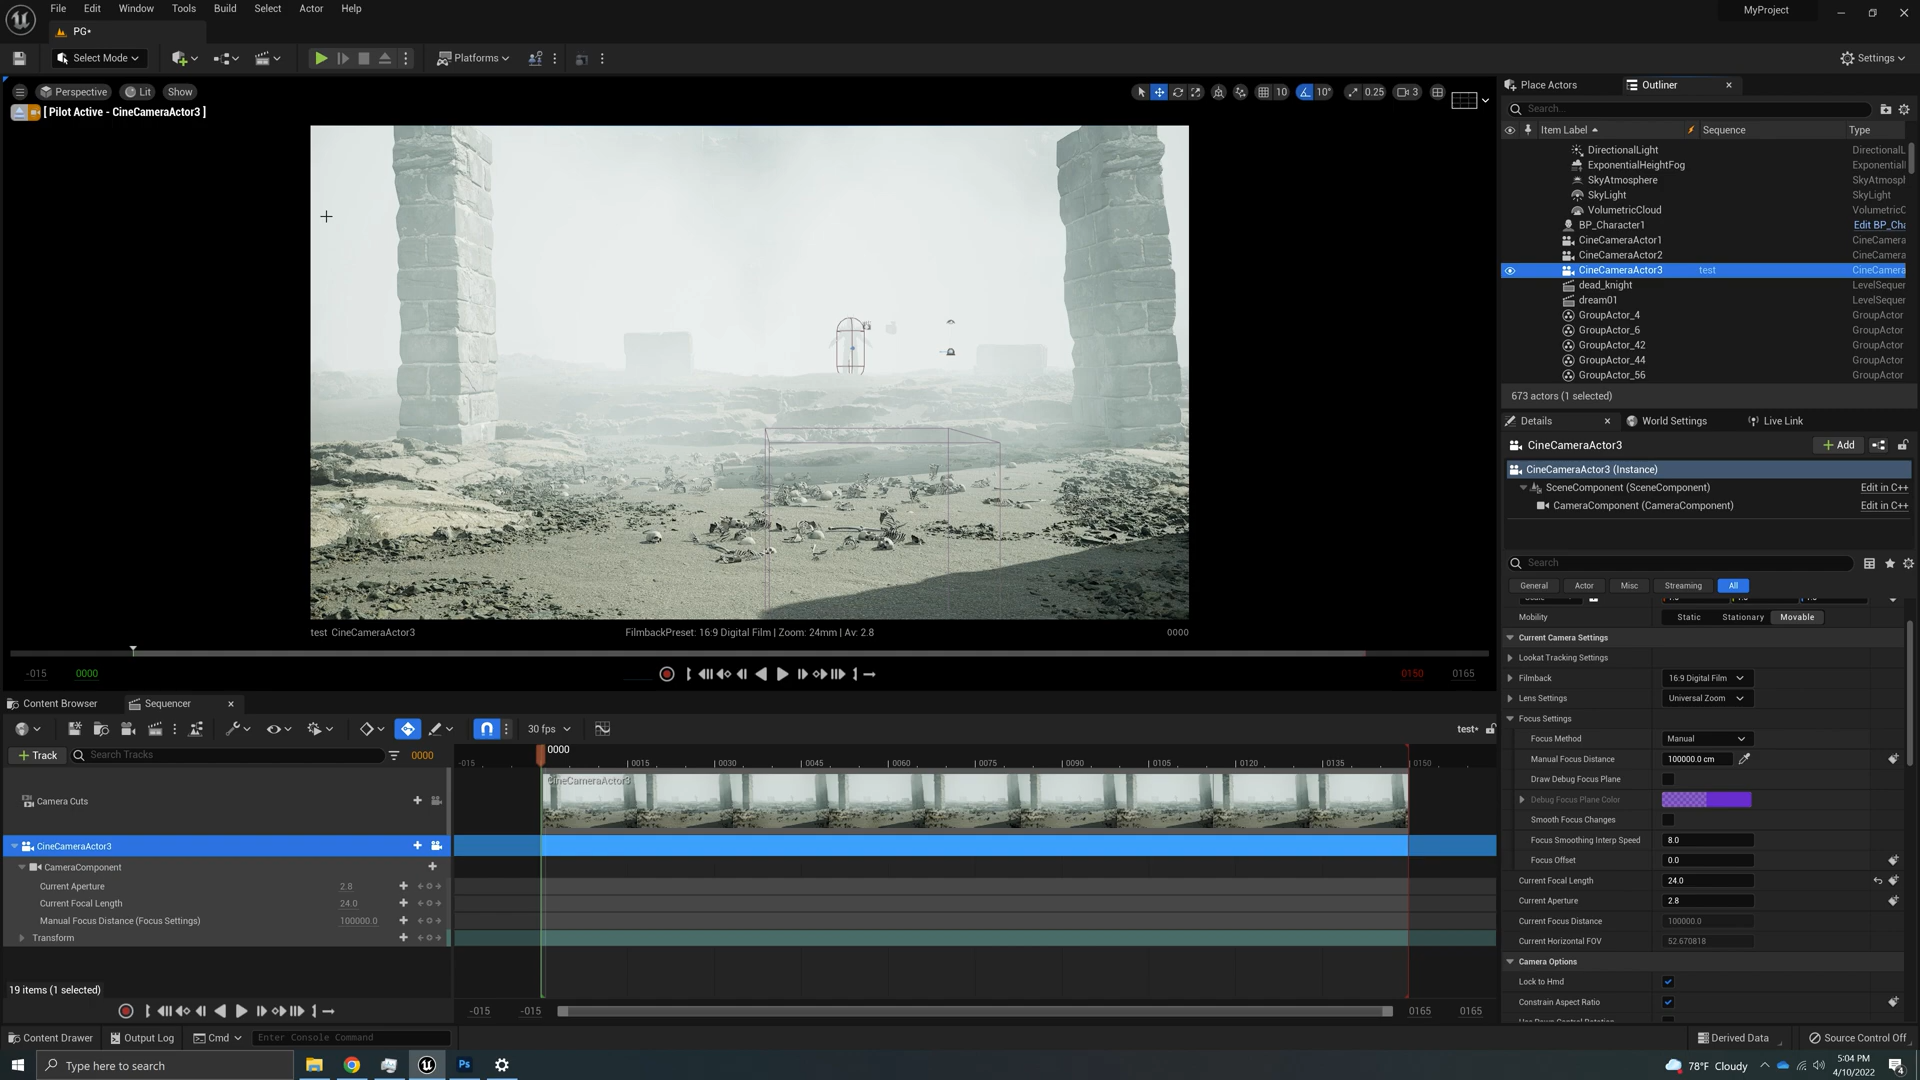 File Edit Window Tools Build Select Actor Help
MyProject
PG*
Select Mode
Platforms
Settings
Perspective Lit Show
10 10° 0.25 3
[ Pilot Active - CineCameraActor3 ]
test CineCameraActor3
FilmbackPreset: 16:9 Digital Film | Zoom: 24mm | Av: 2.8
0000
-015 0000
0150 0165
Place Actors
Outliner
Search...
Item Label Sequence Type
DirectionalLight DirectionalL
ExponentialHeightFog Exponential
SkyAtmosphere SkyAtmosph
SkyLight SkyLight
VolumetricCloud VolumetricC
BP_Character1 Edit BP_Cha
CineCameraActor1 CineCamera
CineCameraActor2 CineCamera
CineCameraActor3 test CineCamera
dead_knight LevelSequer
dream01 LevelSequer
GroupActor_4 GroupActor
GroupActor_6 GroupActor
GroupActor_42 GroupActor
GroupActor_44 GroupActor
GroupActor_56 GroupActor
673 actors (1 selected)
Details
World Settings
Live Link
CineCameraActor3
Add
CineCameraActor3 (Instance)
SceneComponent (SceneComponent) Edit in C++
CameraComponent (CameraComponent) Edit in C++
Search
General Actor Misc Streaming All
Mobility Static Stationary Movable
Current Camera Settings
Lookat Tracking Settings
Filmback 16:9 Digital Film
Lens Settings Universal Zoom
Focus Settings
Focus Method Manual
Manual Focus Distance 100000.0 cm
Draw Debug Focus Plane
Debug Focus Plane Color
Smooth Focus Changes
Focus Smoothing Interp Speed 8.0
Focus Offset 0.0
Current Focal Length 24.0
Current Aperture 2.8
Current Focus Distance 100000.0
Current Horizontal FOV 52.670818
Camera Options
Lock to Hmd
Constrain Aspect Ratio
Content Browser
Sequencer
30 fps
test*
Track
Search Tracks
0000
-015 0000 0015 0030 0045 0060 0075 0090 0105 0120 0135 0150
Camera Cuts
CineCameraActor3
CineCameraActor3
CameraComponent
Current Aperture 2.8
Current Focal Length 24.0
Manual Focus Distance (Focus Settings) 100000.0
Transform
19 items (1 selected)
-015 -015 0165 0165
Content Drawer
Output Log
Cmd
Enter Console Command
Derived Data
Source Control Off
Type here to search
Ps
78°F Cloudy
5:04 PM
4/10/2022
4